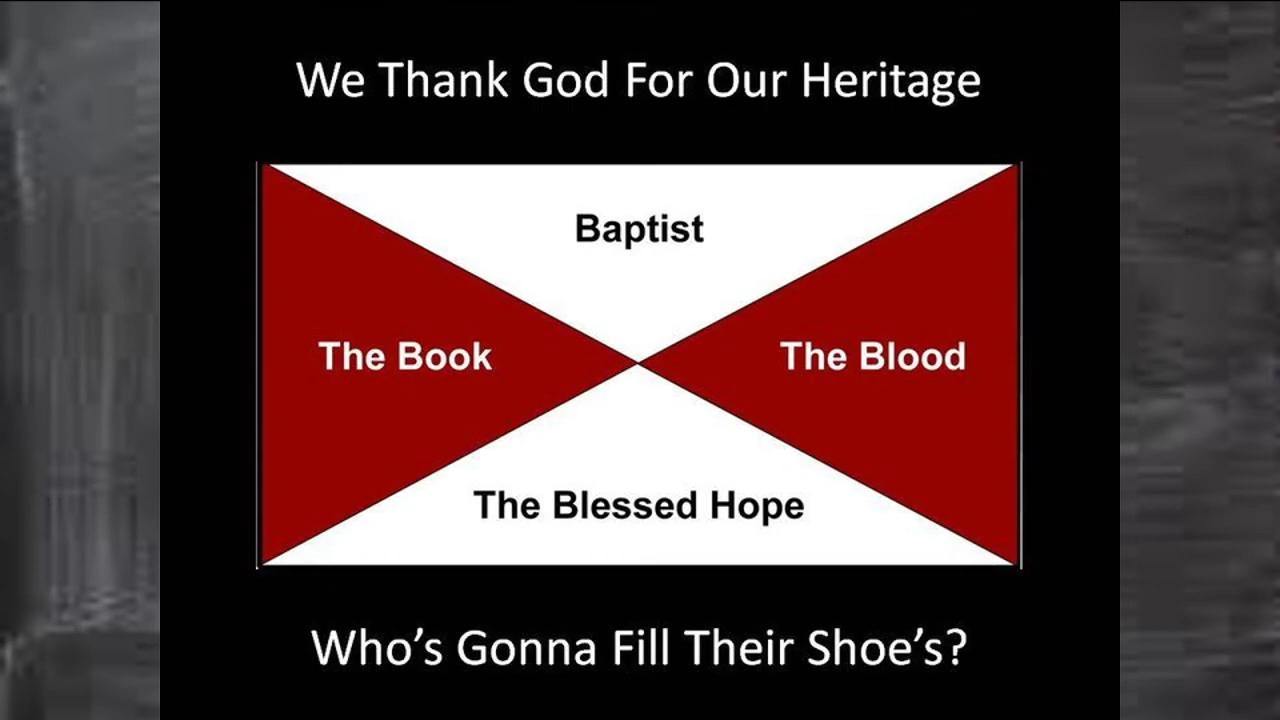 We Thank God For Our Heritage
Baptist
The Book
The Blood
The Blessed Hope
Who’s Gonna Fill Their Shoe’s?